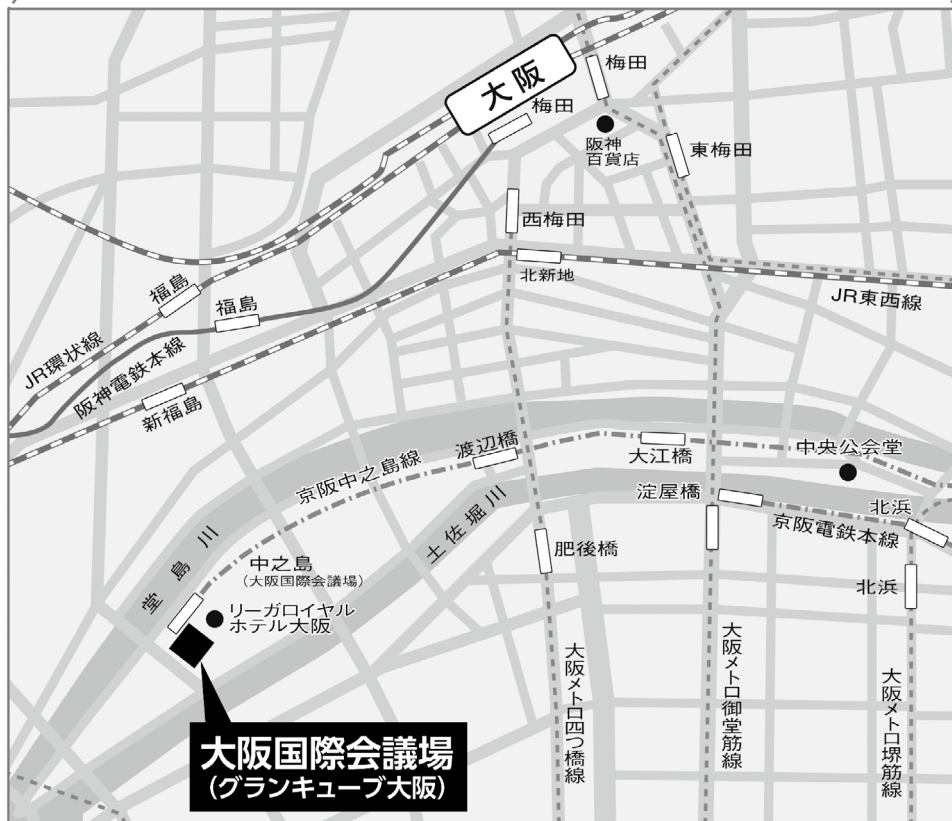 大阪
梅田
梅田
阪神
百貨店
東梅田
西梅田
北新地
JR東西線
福島
福島
JR環状線
阪神電鉄本線
新福島
渡辺橋
京阪中之島線
大江橋
中央公会堂
淀屋橋
北浜
京阪電鉄本線
土佐堀川
堂島川
肥後橋
北浜
中之島
(大阪国際会議場)
リーガロイヤル
ホテル大阪
大阪メトロ四つ橋線
大阪メトロ御堂筋線
大阪メトロ堺筋線
大阪国際会議場
(グランキューブ大阪)